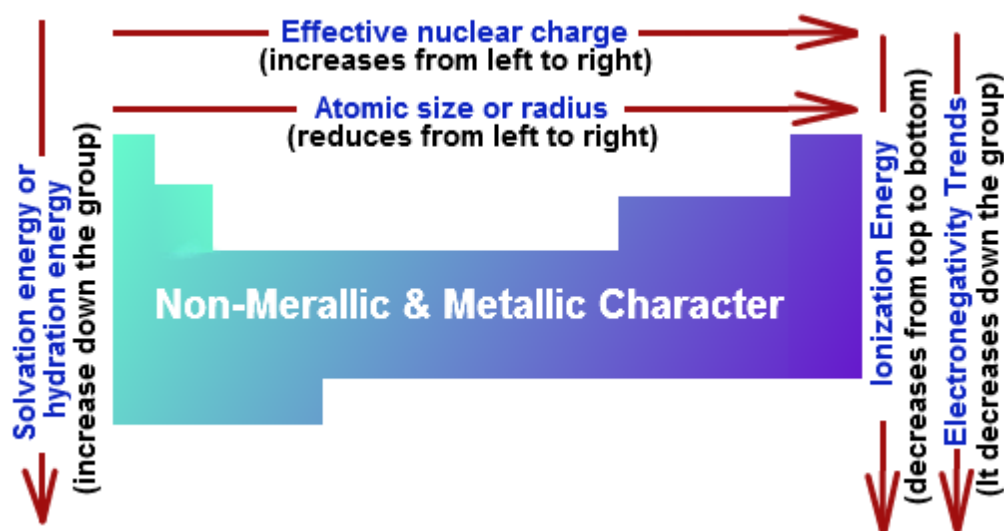 Effective nuclear charge
(increases from left to right)
Atomic size or radius
(reduces from left to right)
Solvation energy or
hydration energy
(increase down the group)
Non-Merallic & Metallic Character
Ionization Energy
(decreases from top to bottom)
Electronegativity Trends
(It decreases down the group)